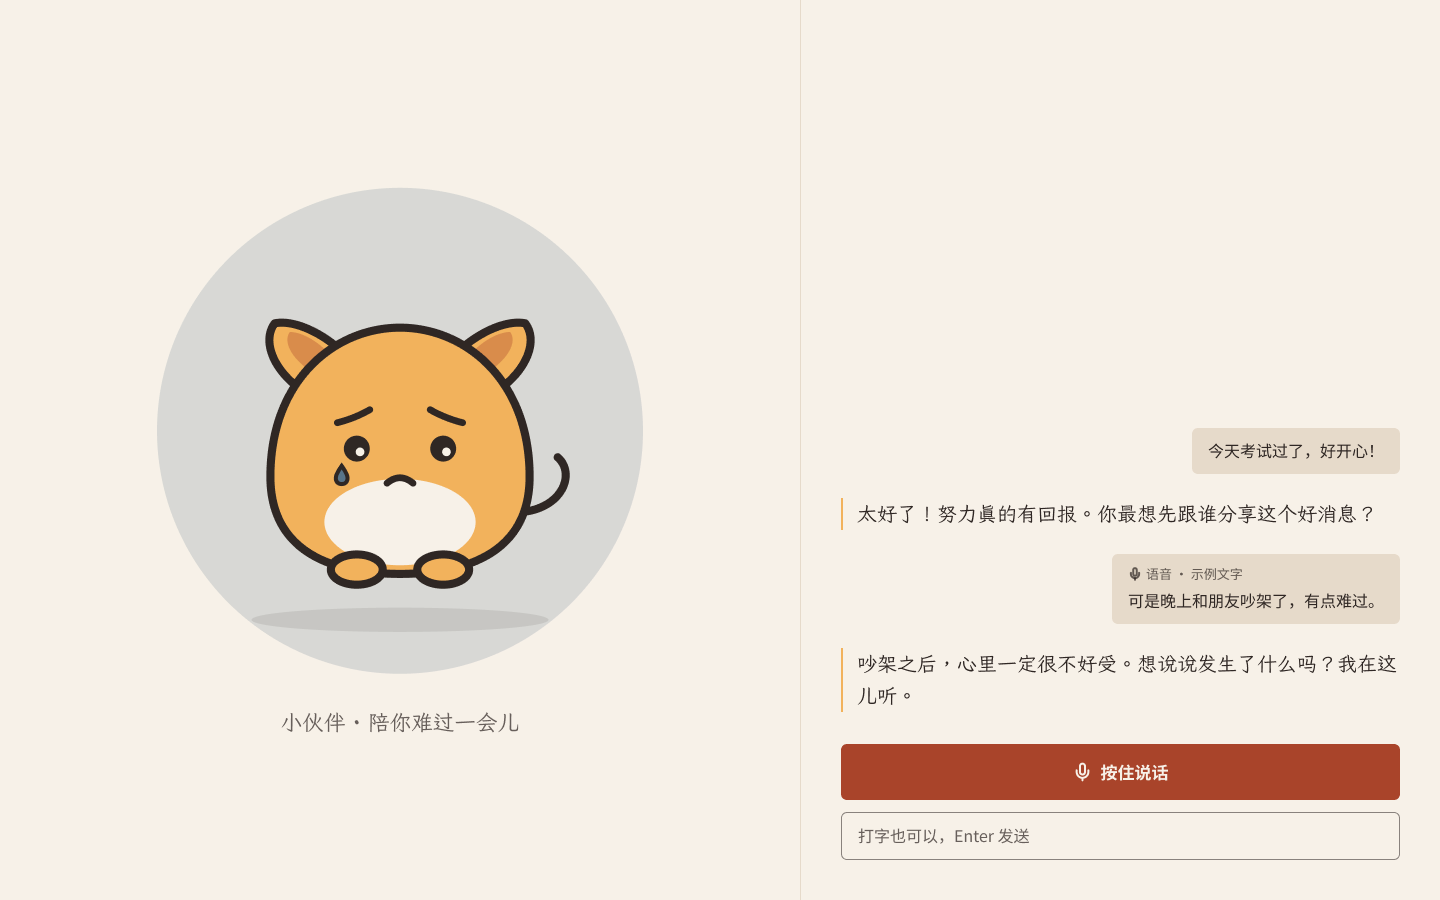 今天考试过了，好开心！
太好了！努力真的有回报。你最想先跟谁分享这个好消息？
语音 · 示例文字
可是晚上和朋友吵架了，有点难过。
吵架之后，心里一定很不好受。想说说发生了什么吗？我在这
儿听。
小伙伴 · 陪你难过一会儿
按住说话
打字也可以，Enter 发送